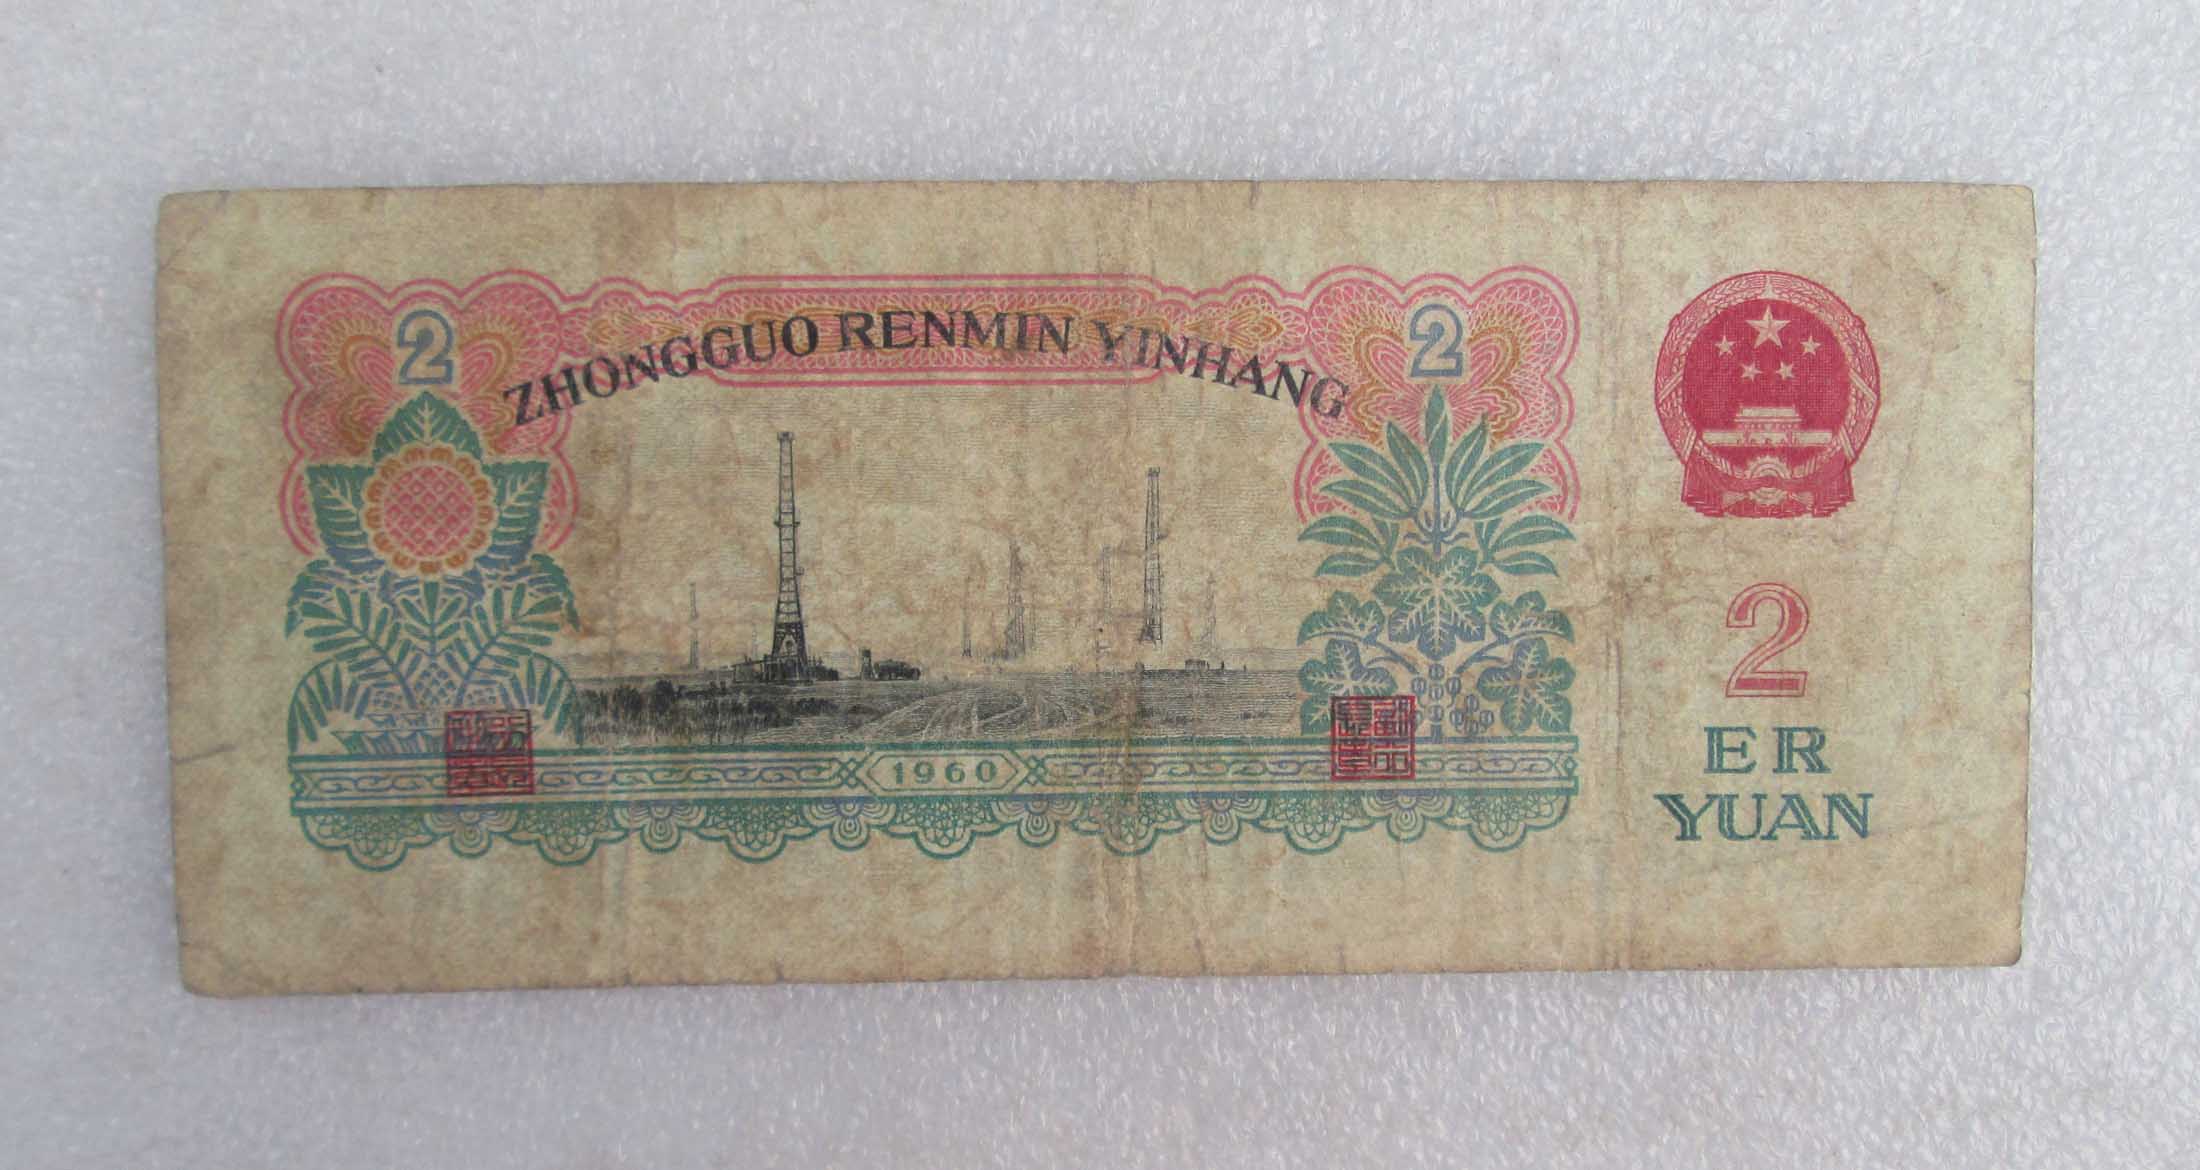 2
2
ZHONGGUO RENMIN YINHANG
2
ER
YUAN
1960